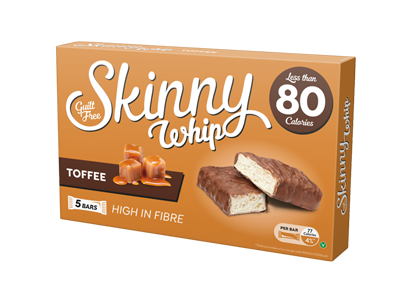 Guilt
Free
Skinny
Whip
Less than
80
Calories
TOFFEE
5 BARS
HIGH IN FIBRE
PER BAR
77
Calories
4%
Skinny
Whip